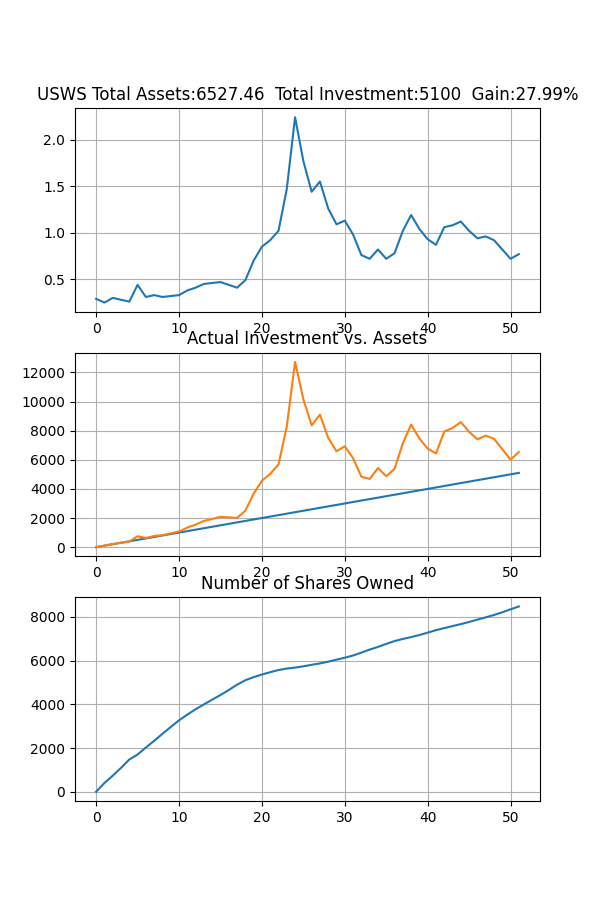 USWS Total Assets:6527.46  Total Investment:5100  Gain:27.99%
2.0
1.5
1.0
0.5
0 10 20 30 40 50
Actual Investment vs. Assets
12000
10000
8000
6000
4000
2000
0
0 10 20 30 40 50
Number of Shares Owned
8000
6000
4000
2000
0
0 10 20 30 40 50